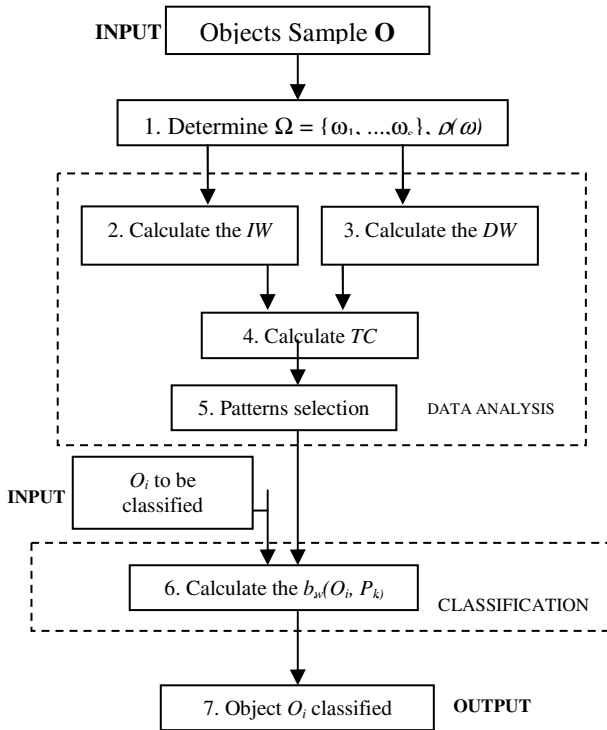 INPUT
Objects Sample O
1. Determine Ω = {ω₁, ...,ωₛ}, ρ(ω)
2. Calculate the IW
3. Calculate the DW
4. Calculate TC
5. Patterns selection
DATA ANALYSIS
INPUT
Oᵢ to be
classified
6. Calculate the b_w(Oᵢ, Pₖ)
CLASSIFICATION
7. Object Oᵢ classified
OUTPUT